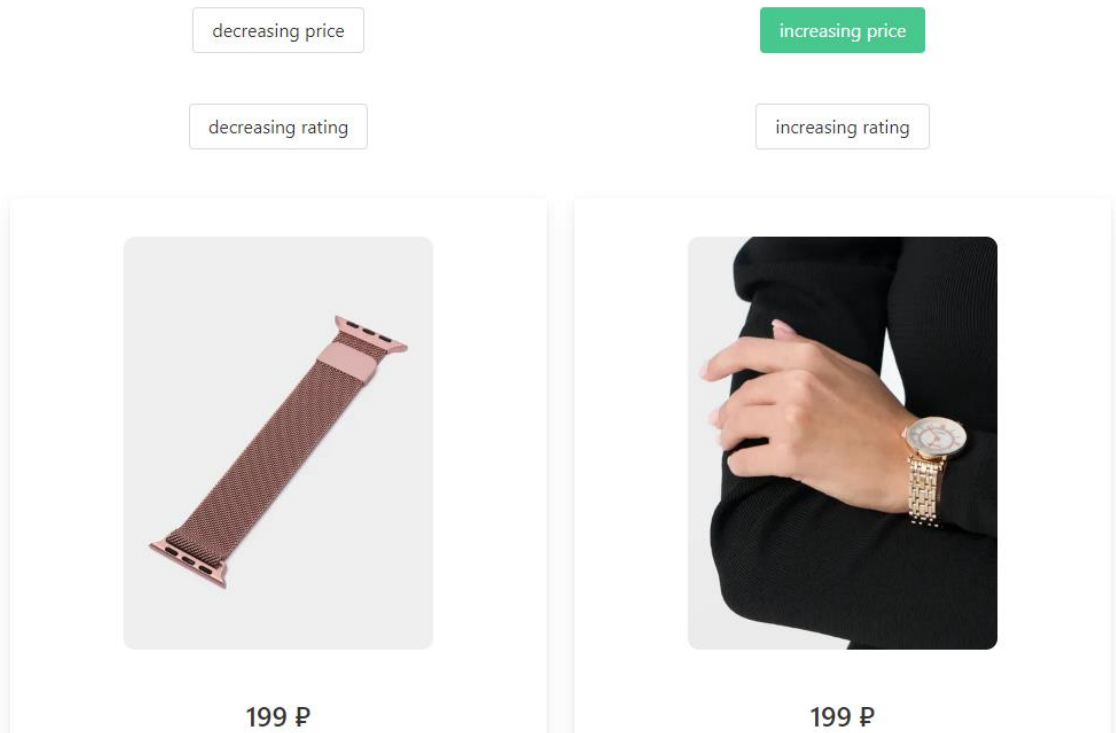 decreasing price
increasing price
decreasing rating
increasing rating
199 ₽
199 ₽